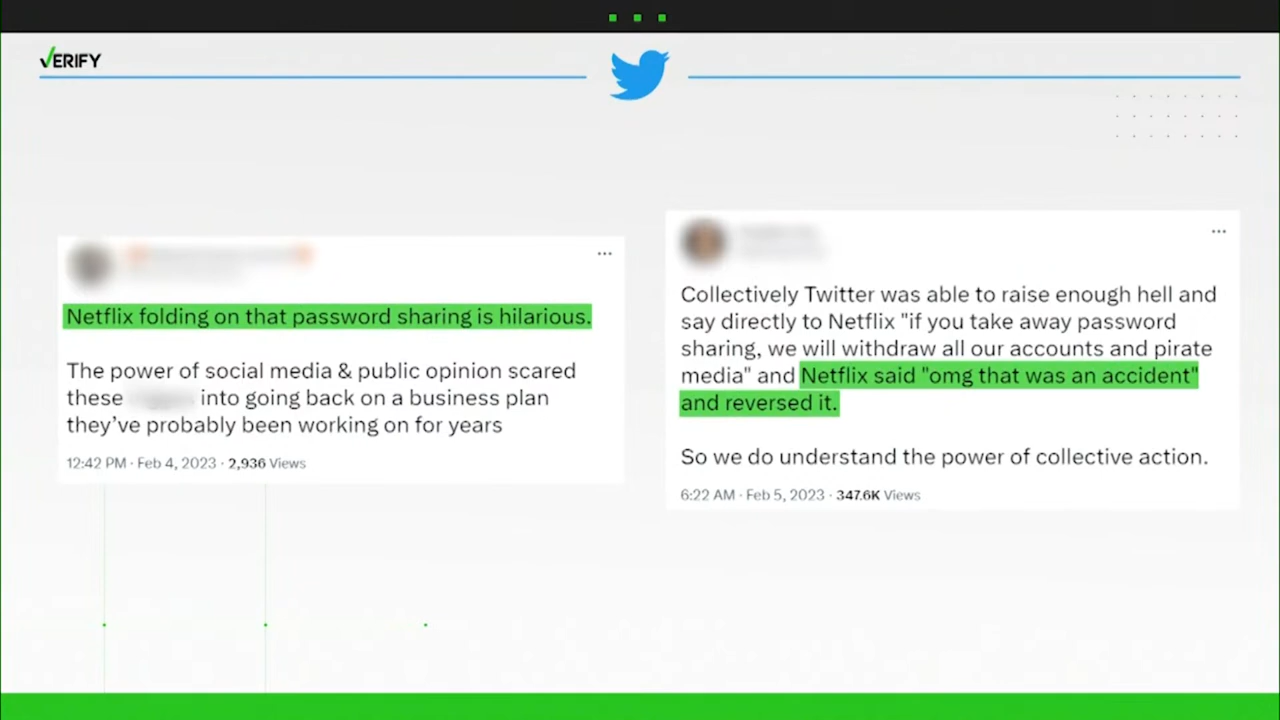 VERIFY
Netflix folding on that password sharing is hilarious.
The power of social media & public opinion scared
these into going back on a business plan
they've probably been working on for years
12:42 PM · Feb 4, 2023 · 2,936 Views
Collectively Twitter was able to raise enough hell and
say directly to Netflix "if you take away password
sharing, we will withdraw all our accounts and pirate
media" and Netflix said "omg that was an accident"
and reversed it.
So we do understand the power of collective action.
6:22 AM · Feb 5, 2023 · 347.6K Views